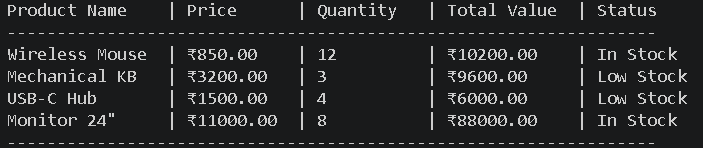 Product Name    | Price      | Quantity   | Total Value  | Status
-----------------------------------------------------------------
Wireless Mouse  | ₹850.00    | 12         | ₹10200.00    | In Stock
Mechanical KB   | ₹3200.00   | 3          | ₹9600.00     | Low Stock
USB-C Hub       | ₹1500.00   | 4          | ₹6000.00     | Low Stock
Monitor 24"     | ₹11000.00  | 8          | ₹88000.00    | In Stock
-----------------------------------------------------------------